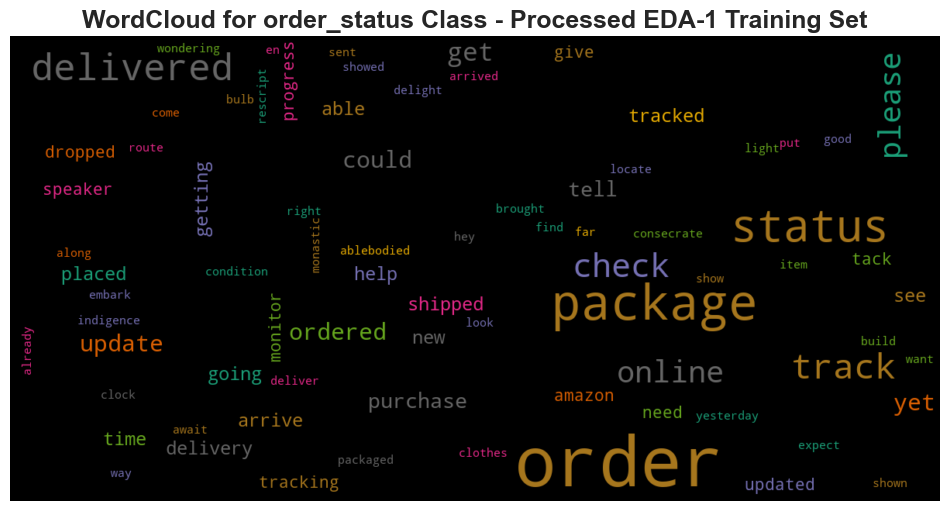 WordCloud for order_status Class - Processed EDA-1 Training Set
wondering
en
progress
sent
showed
get
give
delivered
arrived
please
rescript
bulb
delight
able
come
tracked
dropped
route
light
put
good
could
locate
speaker
getting
tell
right
brought
find
far
consecrate
status
monastic
hey
ablebodied
along
placed
condition
help
check
show
item
tack
embark
shipped
package
see
indigence
monitor
ordered
look
new
already
update
build
want
going
deliver
online
track
clock
purchase
amazon
need
yesterday
yet
arrive
time
await
delivery
order
expect
way
packaged
clothes
tracking
updated
shown